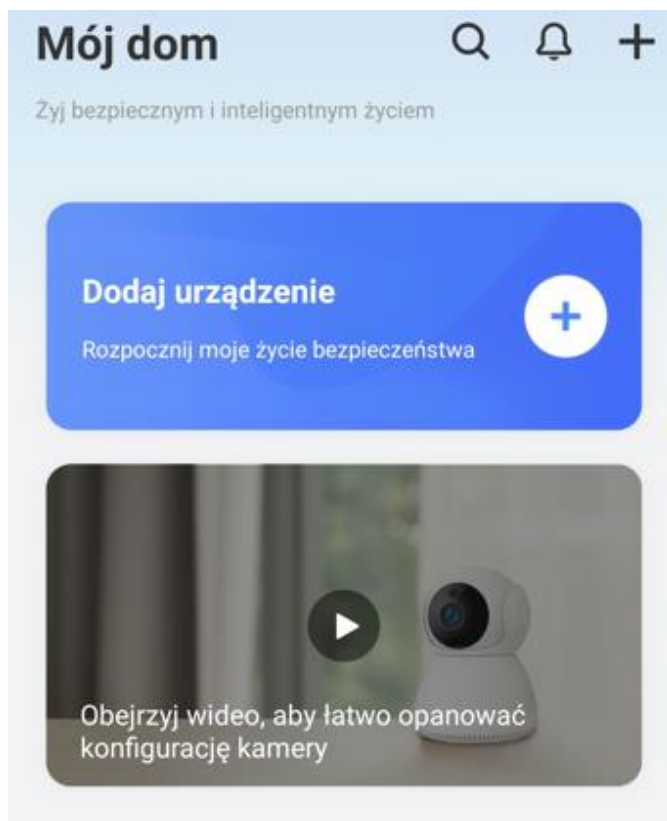 Mój dom
Żyj bezpiecznym i inteligentnym życiem
Dodaj urządzenie
Rozpocznij moje życie bezpieczeństwa
Obejrzyj wideo, aby łatwo opanować
konfigurację kamery